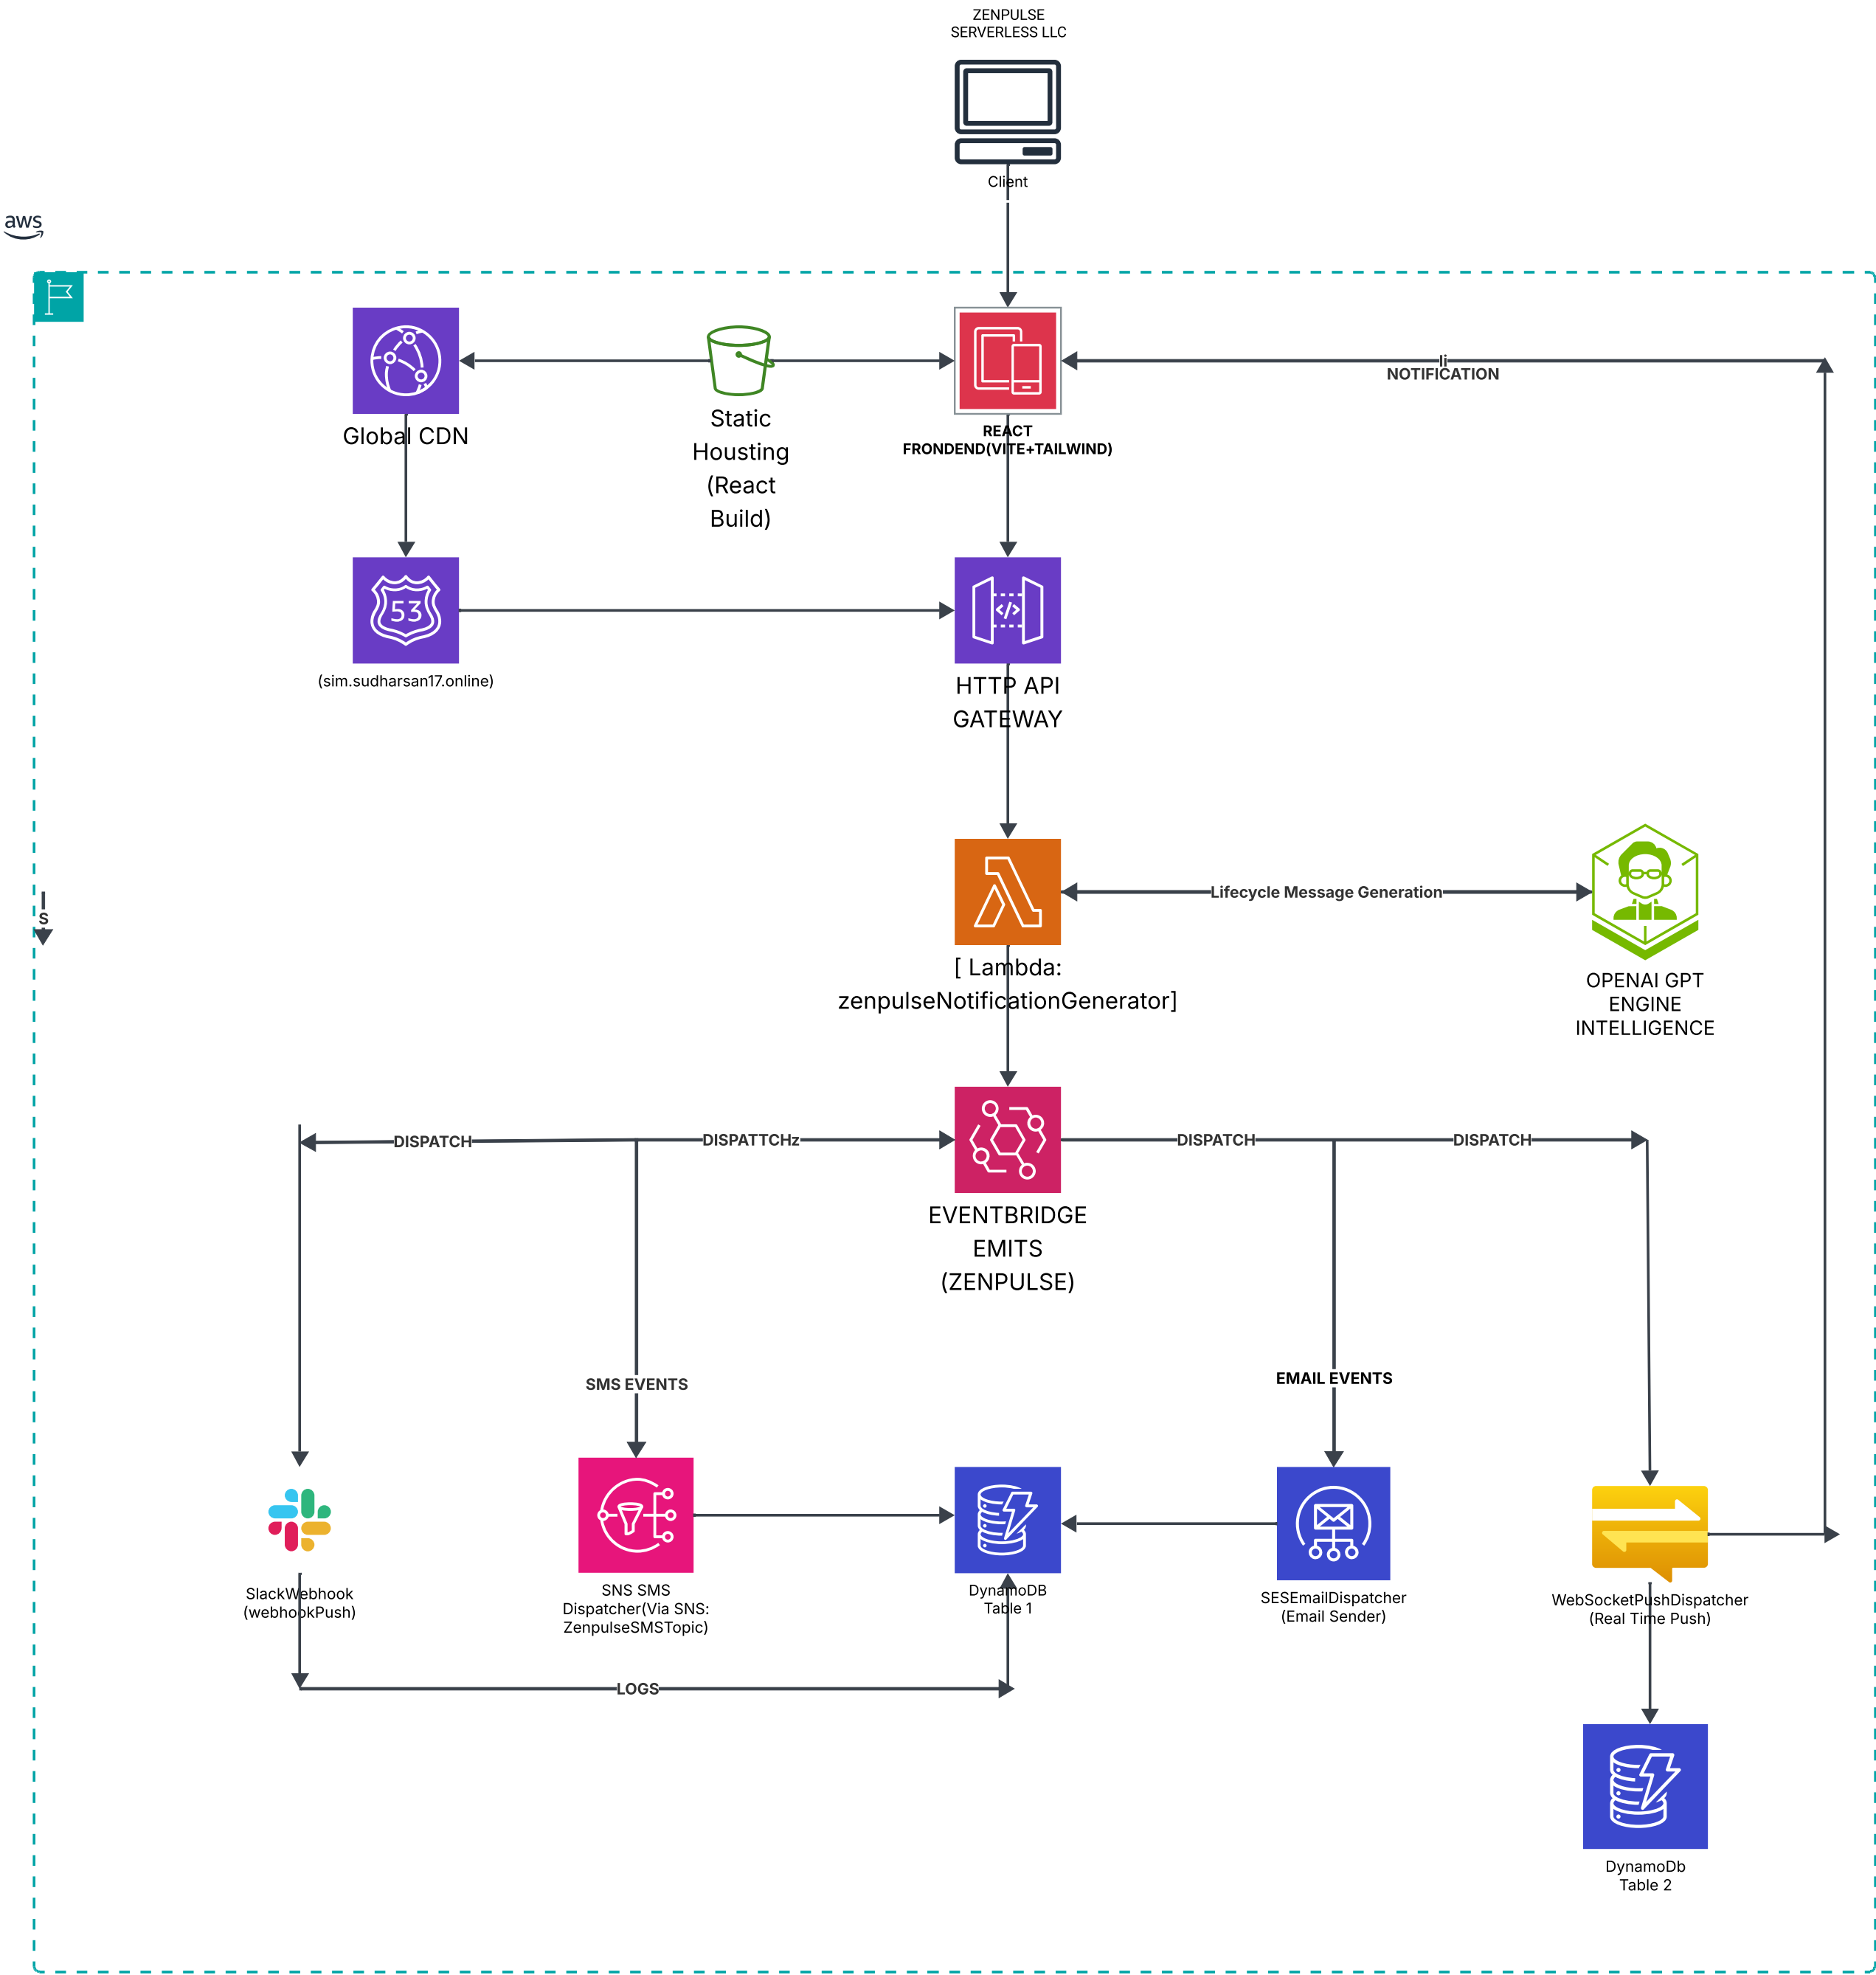 ZENPULSE
SERVERLESS LLC
Client
aws
li
NOTIFICATION
Global CDN
Static
Housting
(React
Build)
REACT
FRONDEND(VITE+TAILWIND)
53
(sim.sudharsan17.online)
HTTP API
GATEWAY
S
Lifecycle Message Generation
[ Lambda:
zenpulseNotificationGenerator]
OPENAI GPT
ENGINE
INTELLIGENCE
DISPATCH
DISPATTCHz
DISPATCH
DISPATCH
EVENTBRIDGE
EMITS
(ZENPULSE)
SMS EVENTS
EMAIL EVENTS
SlackWebhook
(webhookPush)
SNS SMS
Dispatcher(Via SNS:
ZenpulseSMSTopic)
DynamoDB
Table 1
SESEmailDispatcher
(Email Sender)
WebSocketPushDispatcher
(Real Time Push)
LOGS
DynamoDb
Table 2